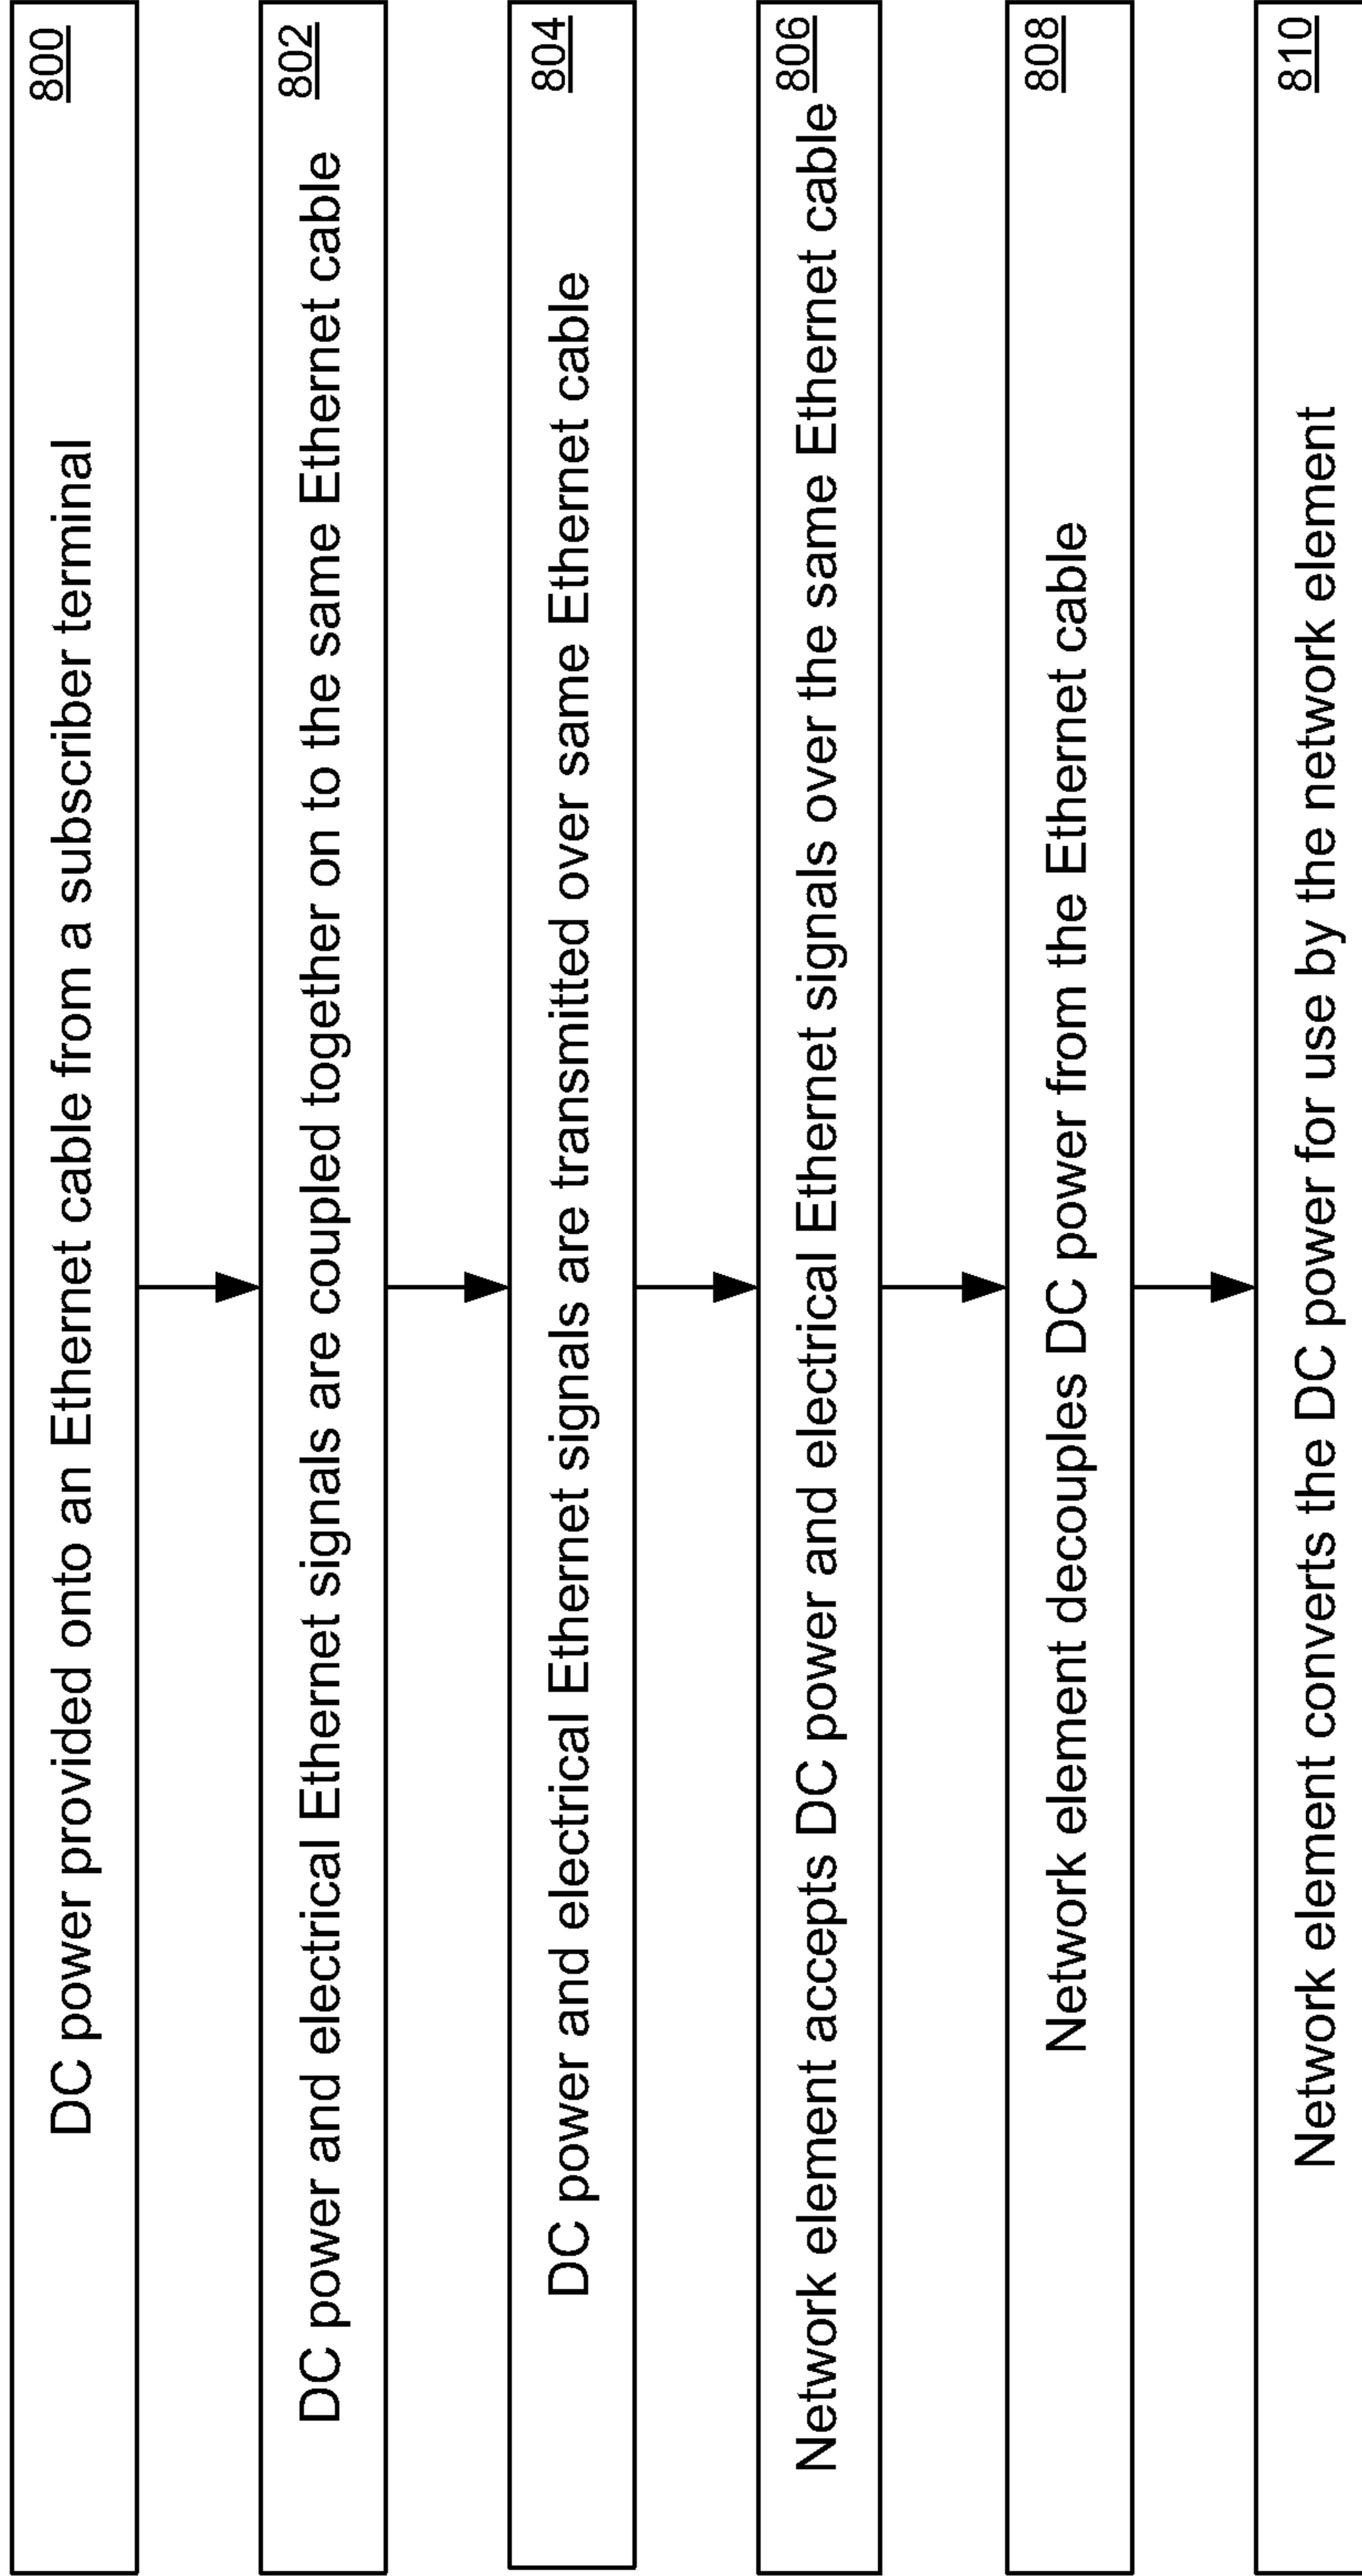 800
DC power provided onto an Ethernet cable from a subscriber terminal
802
DC power and electrical Ethernet signals are coupled together on to the same Ethernet cable
804
DC power and electrical Ethernet signals are transmitted over same Ethernet cable
806
Network element accepts DC power and electrical Ethernet signals over the same Ethernet cable
808
Network element decouples DC power from the Ethernet cable
810
Network element converts the DC power for use by the network element